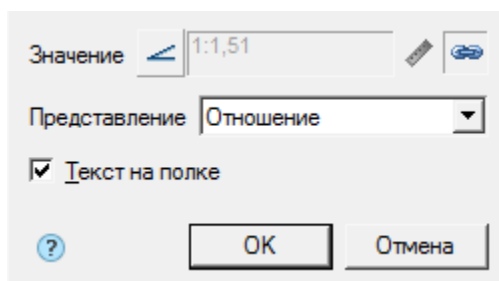 Значение 1:1,51
Представление Отношение
Текст на полке
? OK Отмена